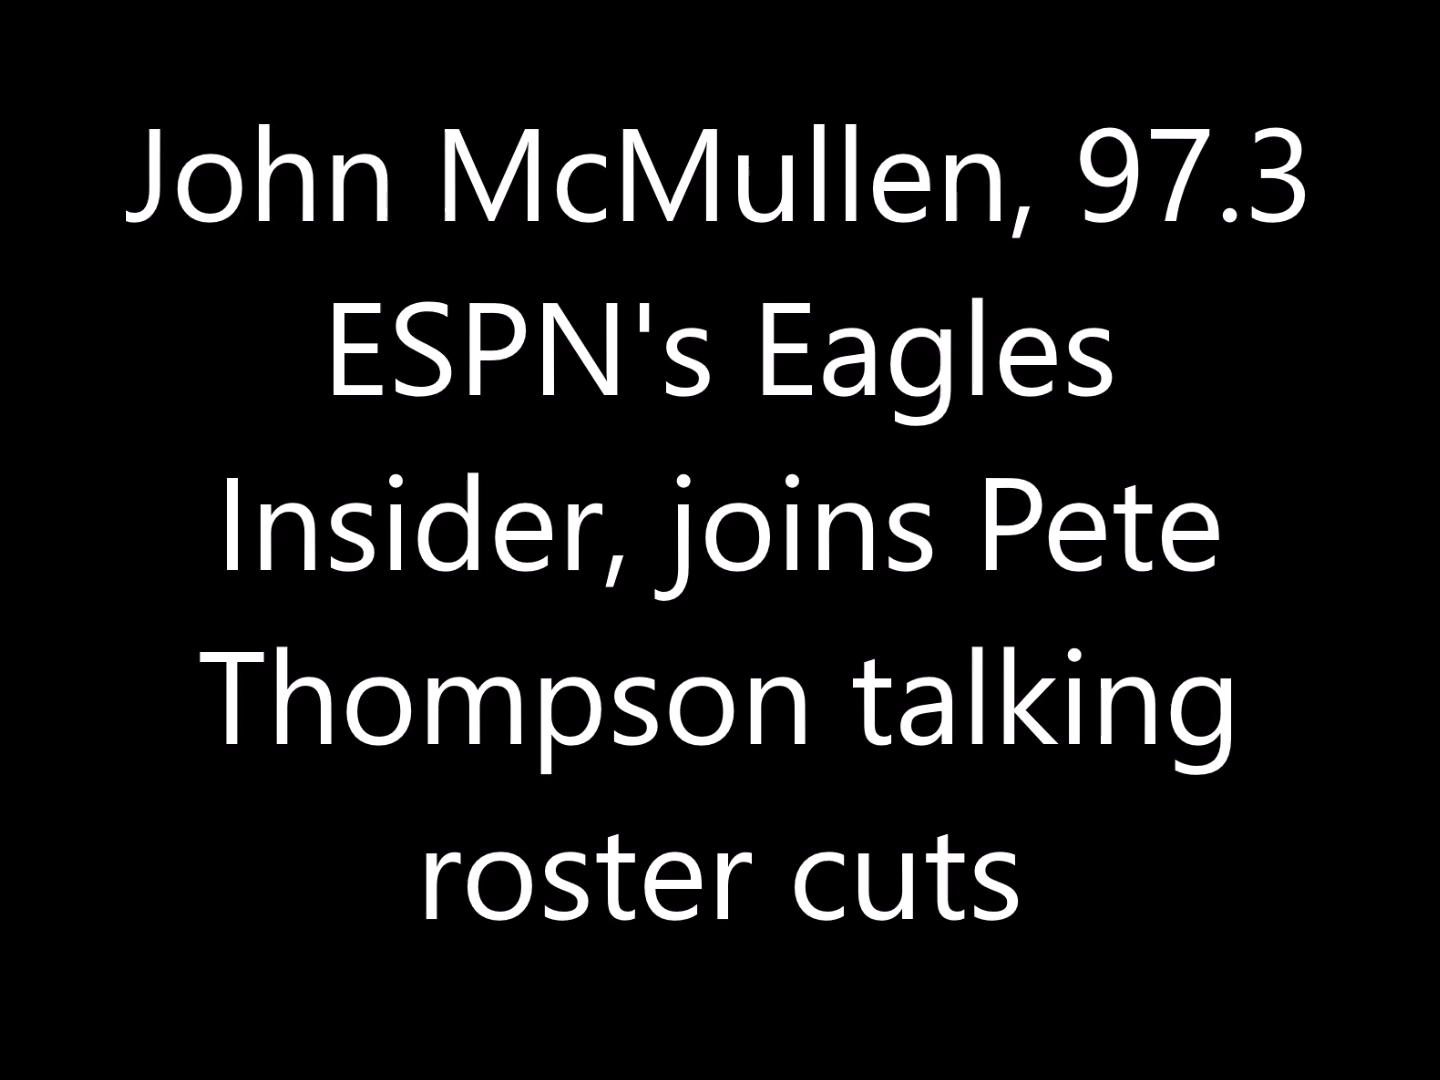 John McMullen, 97.3
ESPN's Eagles
Insider, joins Pete
Thompson talking
roster cuts